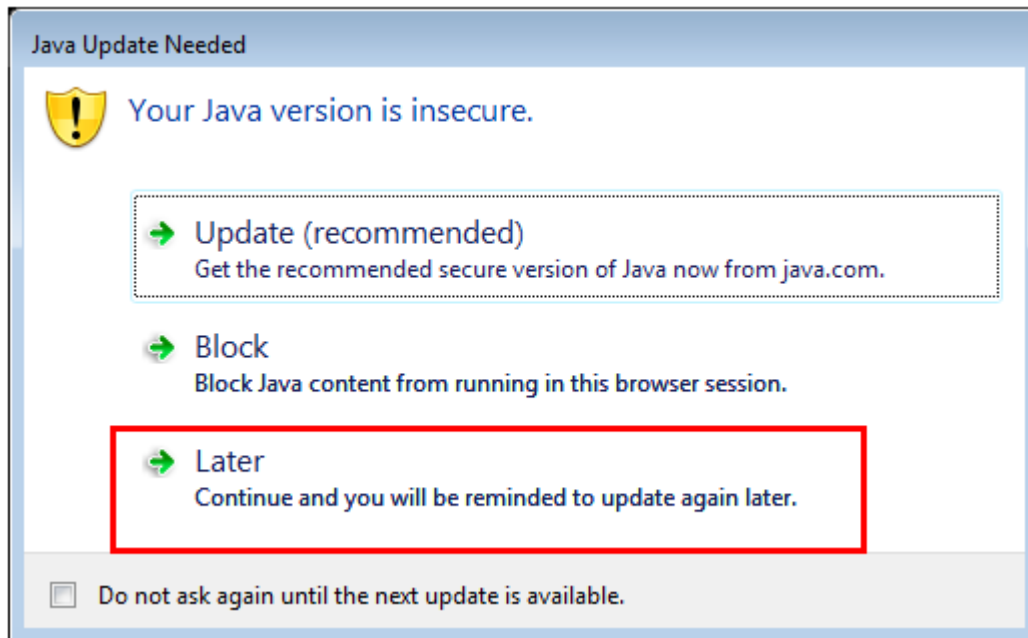 Java Update Needed
Your Java version is insecure.
Update (recommended)
Get the recommended secure version of Java now from java.com.
Block
Block Java content from running in this browser session.
Later
Continue and you will be reminded to update again later.
Do not ask again until the next update is available.